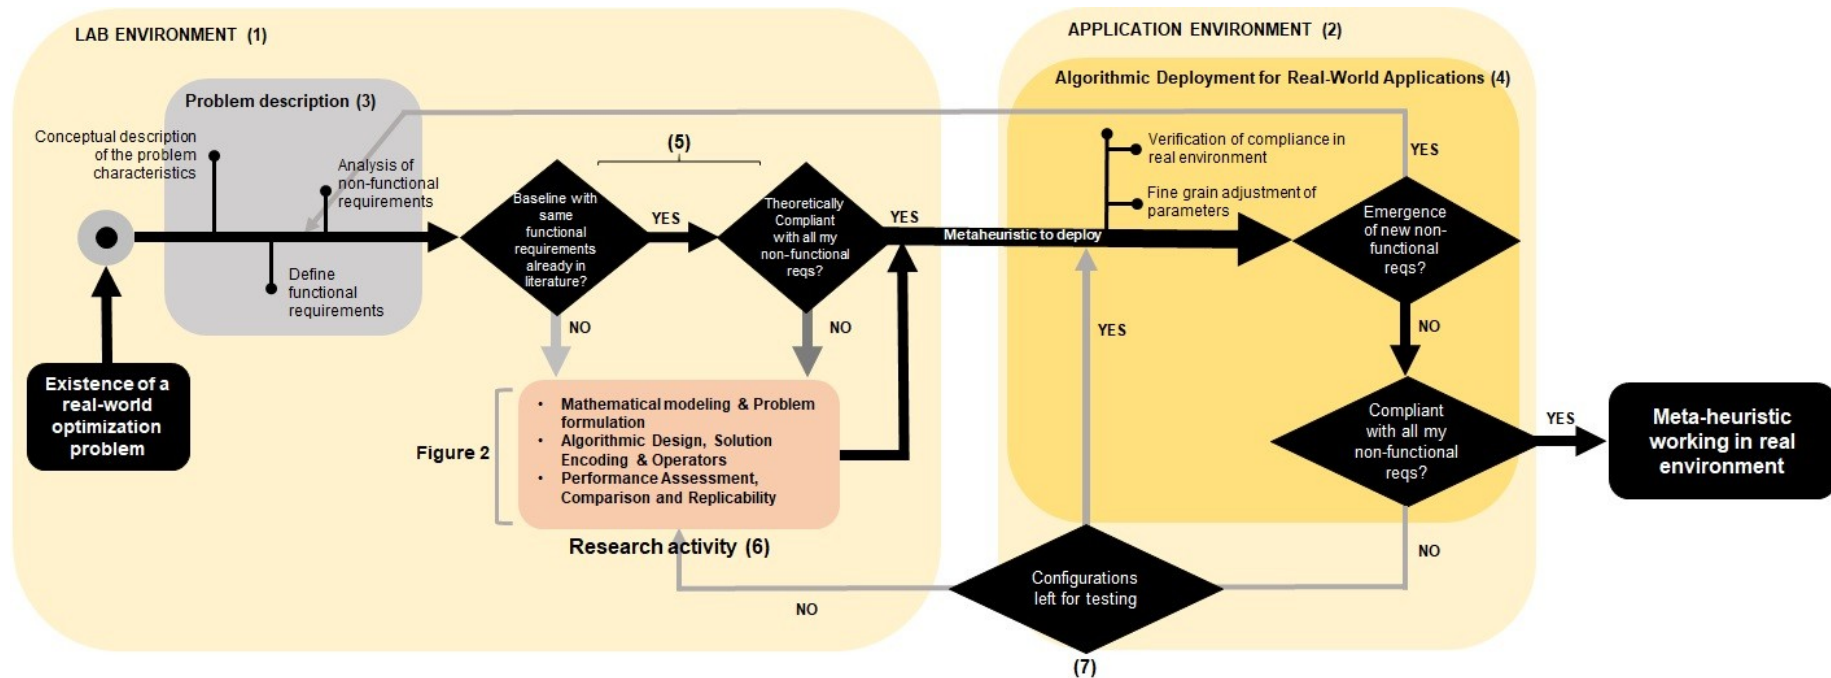 LAB ENVIRONMENT (1)
APPLICATION ENVIRONMENT (2)
Algorithmic Deployment for Real-World Applications (4)
Problem description (3)
Conceptual description
of the problem
characteristics
Analysis of
non-functional
requirements
Define
functional
requirements
Existence of a
real-world
optimization
problem
(5)
Baseline with
same
functional
requirements
already in
literature?
YES
NO
Theoretically
Compliant
with all my
non-functional
reqs?
YES
NO
Figure 2
• Mathematical modeling & Problem
formulation
• Algorithmic Design, Solution
Encoding & Operators
• Performance Assessment,
Comparison and Replicability
Research activity (6)
Metaheuristic to deploy
Verification of compliance in
real environment
Fine grain adjustment of
parameters
YES
Emergence
of new non-
functional
reqs?
NO
YES
Compliant
with all my
non-functional
reqs?
YES
Meta-heuristic
working in real
environment
NO
Configurations
left for testing
NO
(7)